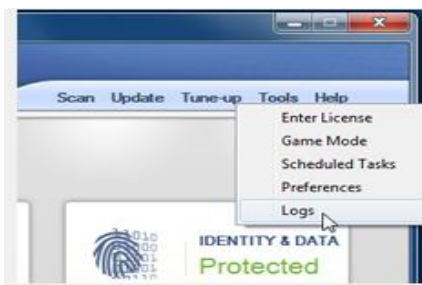 Scan Update Tune-up Tools Help
Enter License
Game Mode
Scheduled Tasks
Preferences
Logs
IDENTITY & DATA
Protected